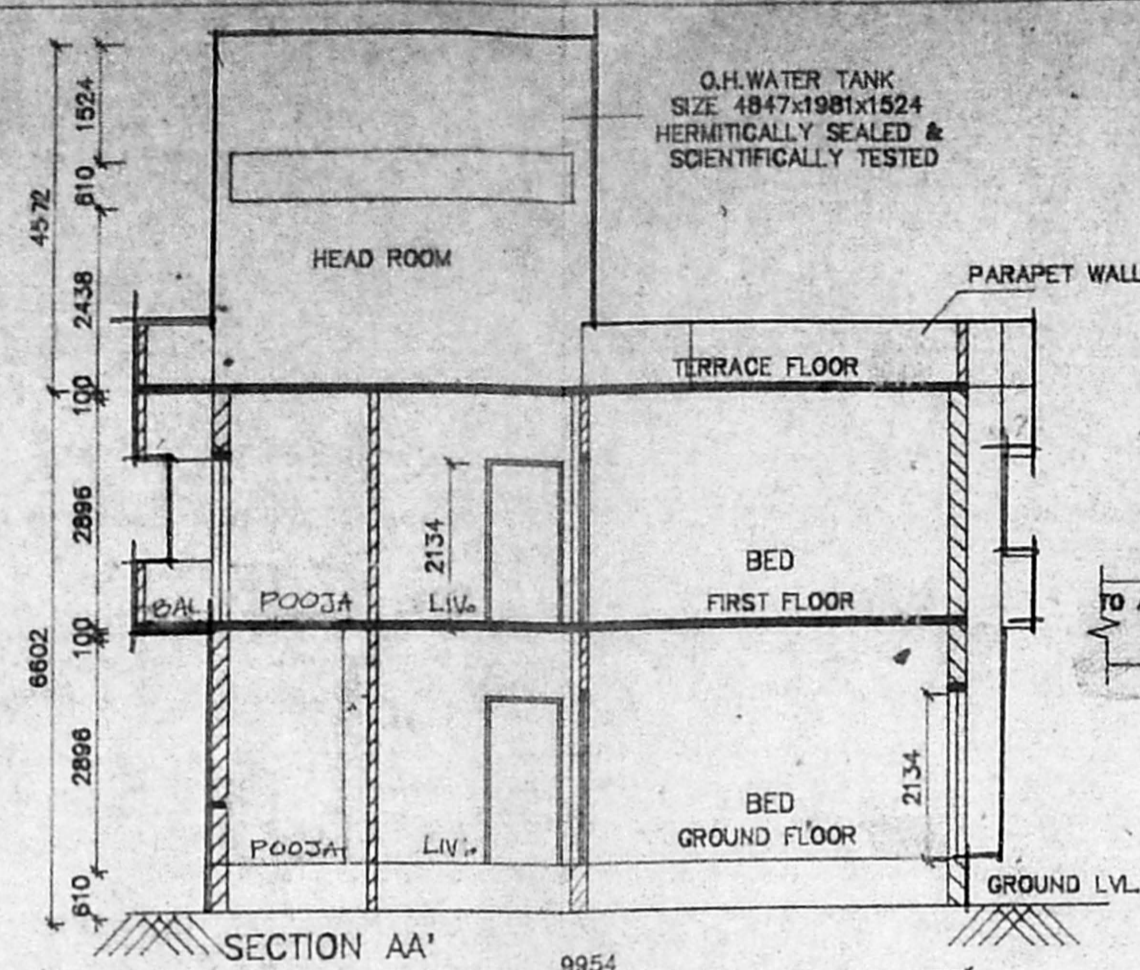 O.H.WATER TANK
SIZE 4847x1981x1524
HERMITICALLY SEALED &
SCIENTIFICALLY TESTED
1524
610
4572
2438
HEAD ROOM
PARAPET WALL
TERRACE FLOOR
100
2896
2134
BED
FIRST FLOOR
BAL
POOJA
LIV.
TO
100
6602
2896
2134
BED
GROUND FLOOR
POOJA
LIV.
610
GROUND LVL.
SECTION AA'
9954